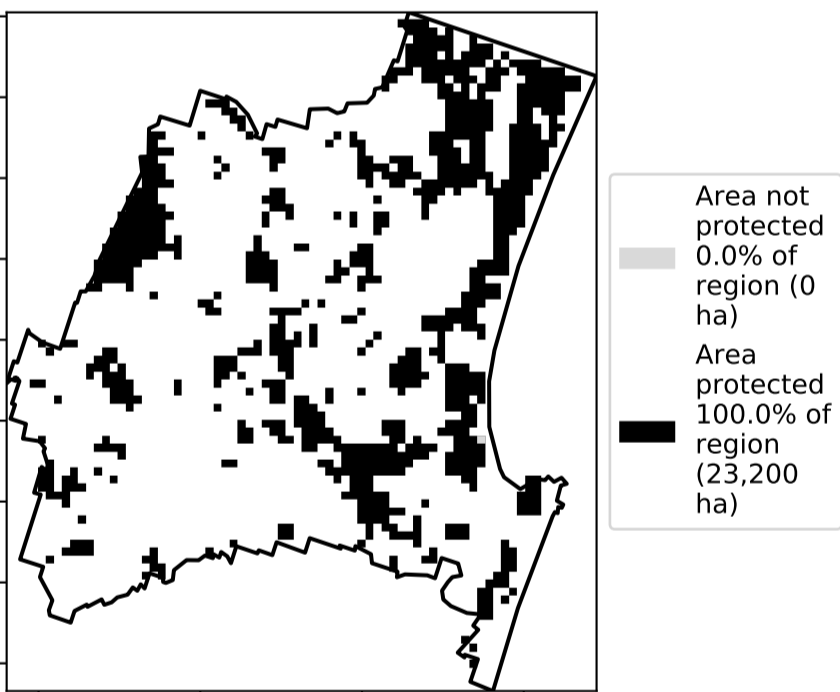 Area not
protected
0.0% of
region (0
ha)
Area
protected
100.0% of
region
(23,200
ha)